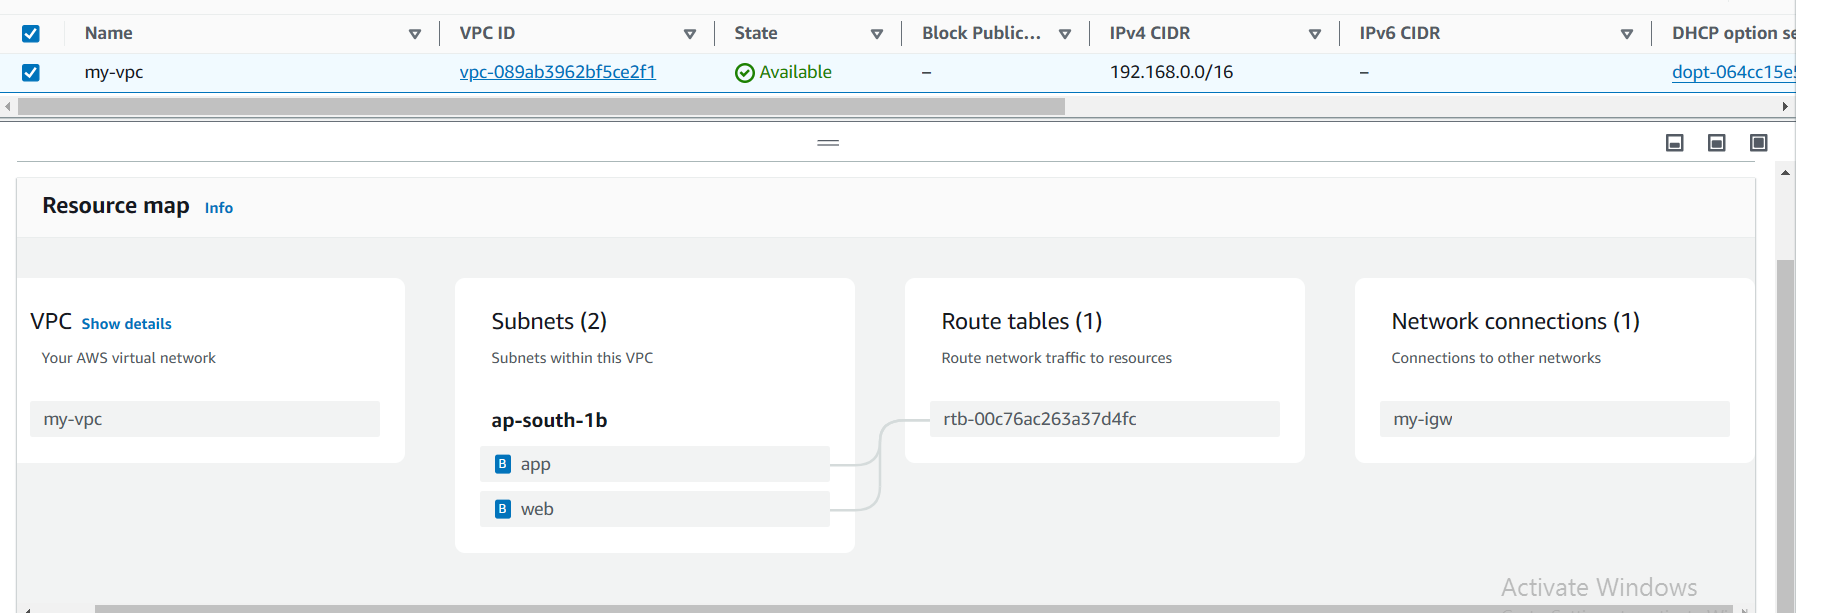 Name VPC ID State Block Public... IPv4 CIDR IPv6 CIDR DHCP option se
my-vpc vpc-089ab3962bf5ce2f1 Available – 192.168.0.0/16 – dopt-064cc15e5
Resource map Info
VPC Show details
Your AWS virtual network
my-vpc
Subnets (2)
Subnets within this VPC
ap-south-1b
B app
B web
Route tables (1)
Route network traffic to resources
rtb-00c76ac263a37d4fc
Network connections (1)
Connections to other networks
my-igw
Activate Windows